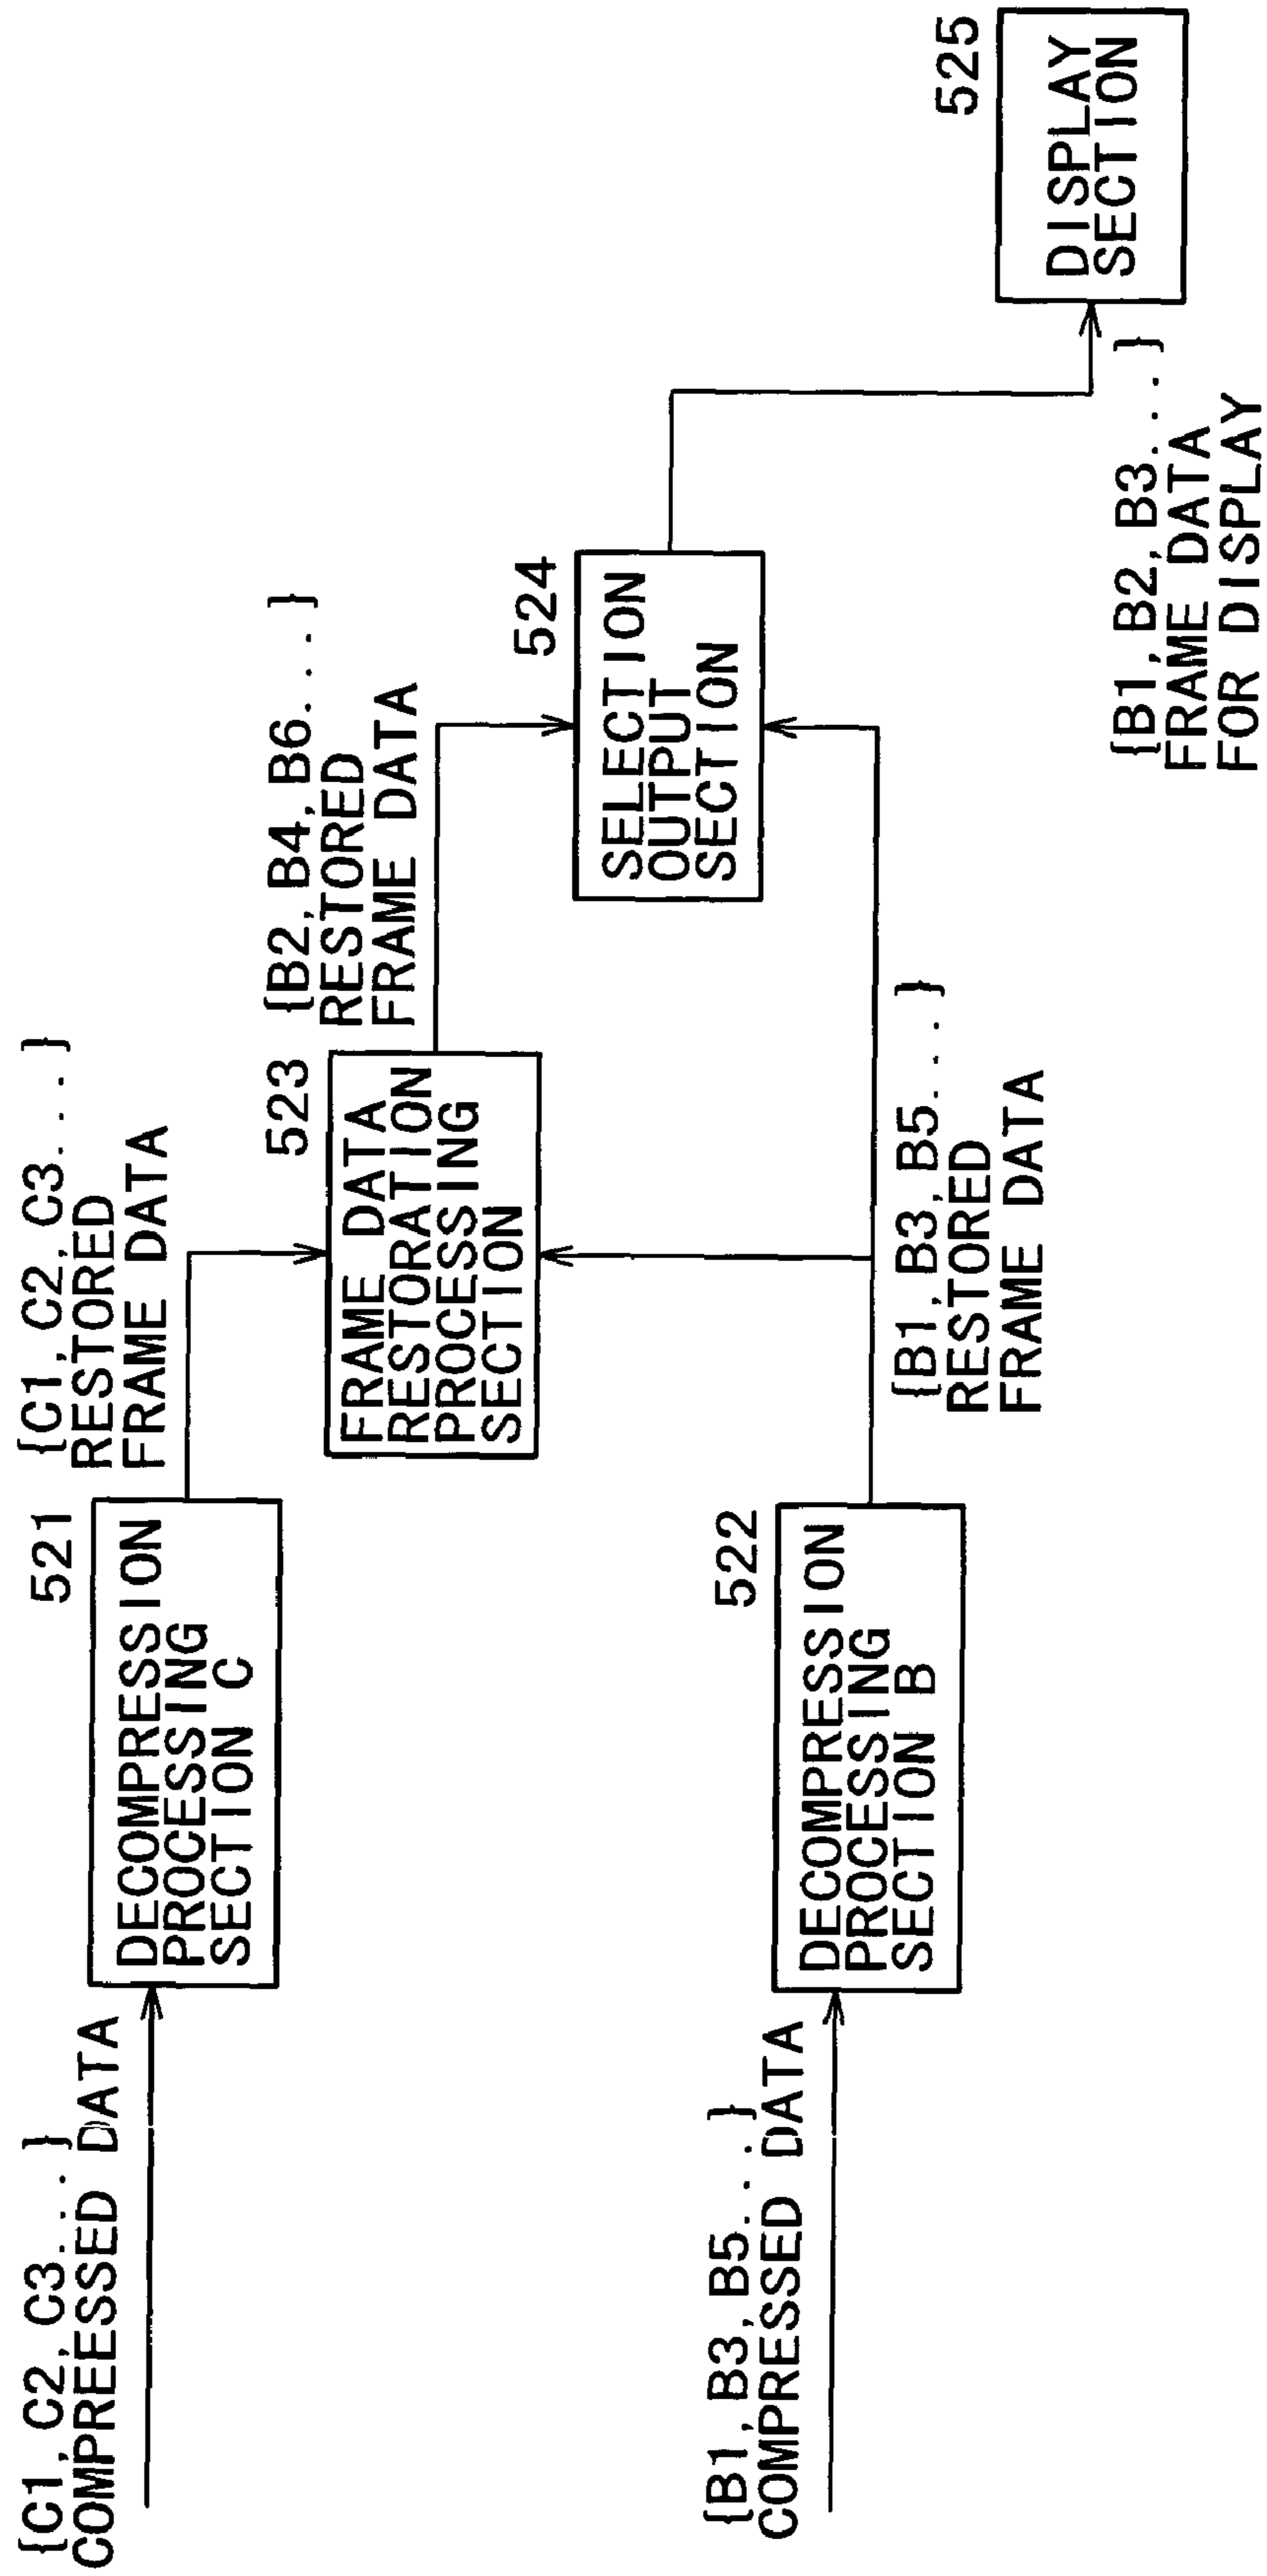 {C1, C2, C3. . . . }
COMPREESSED DATA
521
DECOMPRESSION
PROCESSING
SECTION C
{C1, C2, C3. . . . }
RESTORED
FRAME DATA
523
FRAME DATA
RESTORATION
PROCESSING
SECTION
{B2, B4, B6. . . . }
RESTORED
FRAME DATA
524
SELECTION
OUTPUT
SECTION
525
DISPLAY
SECTION
{B1, B2, B3. . . . }
FRAME DATA
FOR DISPLAY
{B1, B3, B5. . . . }
COMPRESSED DATA
522
DECOMPRESSION
PROCESSING
SECTION B
{B1, B3, B5. . . . }
RESTORED
FRAME DATA